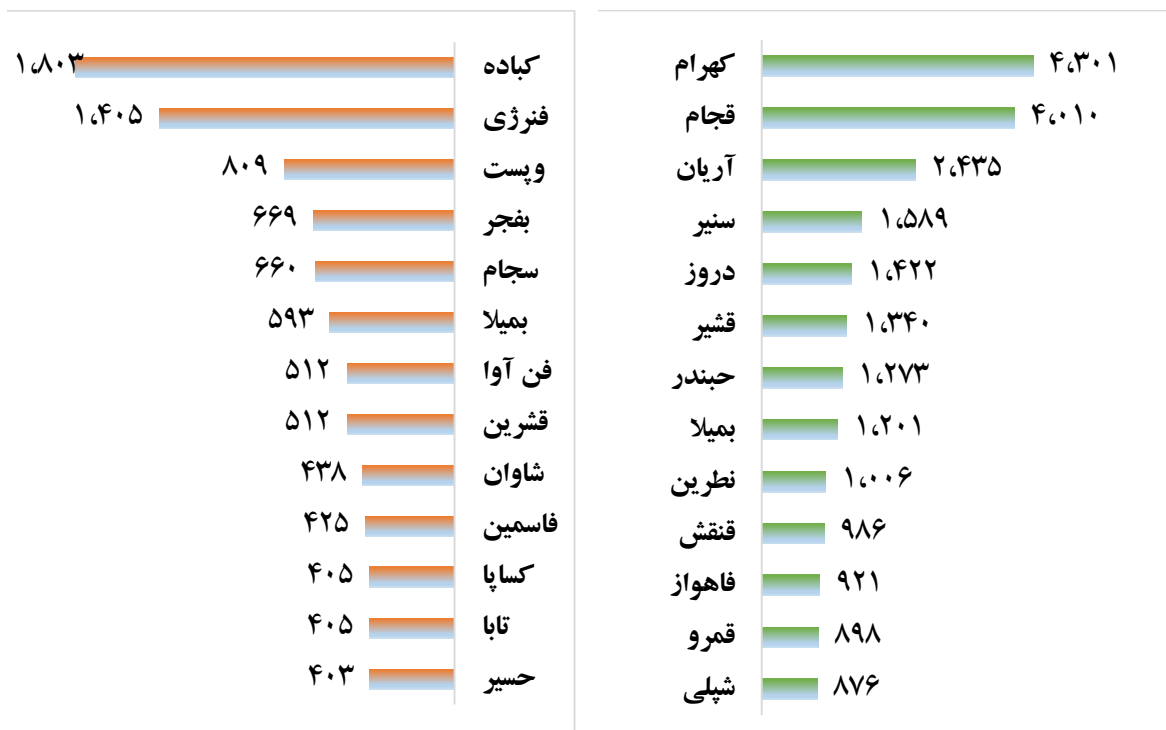 کهرام ۴،۳۰۱
قجام ۴،۰۱۰
آریان ۲،۴۳۵
سنیر ۱،۵۸۹
دروز ۱،۴۲۲
قشیر ۱،۳۴۰
حبندر ۱،۲۷۳
بمیلا ۱،۲۰۱
نطرین ۱،۰۰۶
قنقش ۹۸۶
فاهواز ۹۲۱
قمرو ۸۹۸
شپلی ۸۷۶
کباده ۱،۸۰۳
فنرژی ۱،۴۰۵
وپست ۸۰۹
بفجر ۶۶۹
سجام ۶۶۰
بمیلا ۵۹۳
فن آوا ۵۱۲
قشرین ۵۱۲
شاوان ۴۳۸
فاسمین ۴۲۵
کساپا ۴۰۵
تابا ۴۰۵
حسیر ۴۰۳